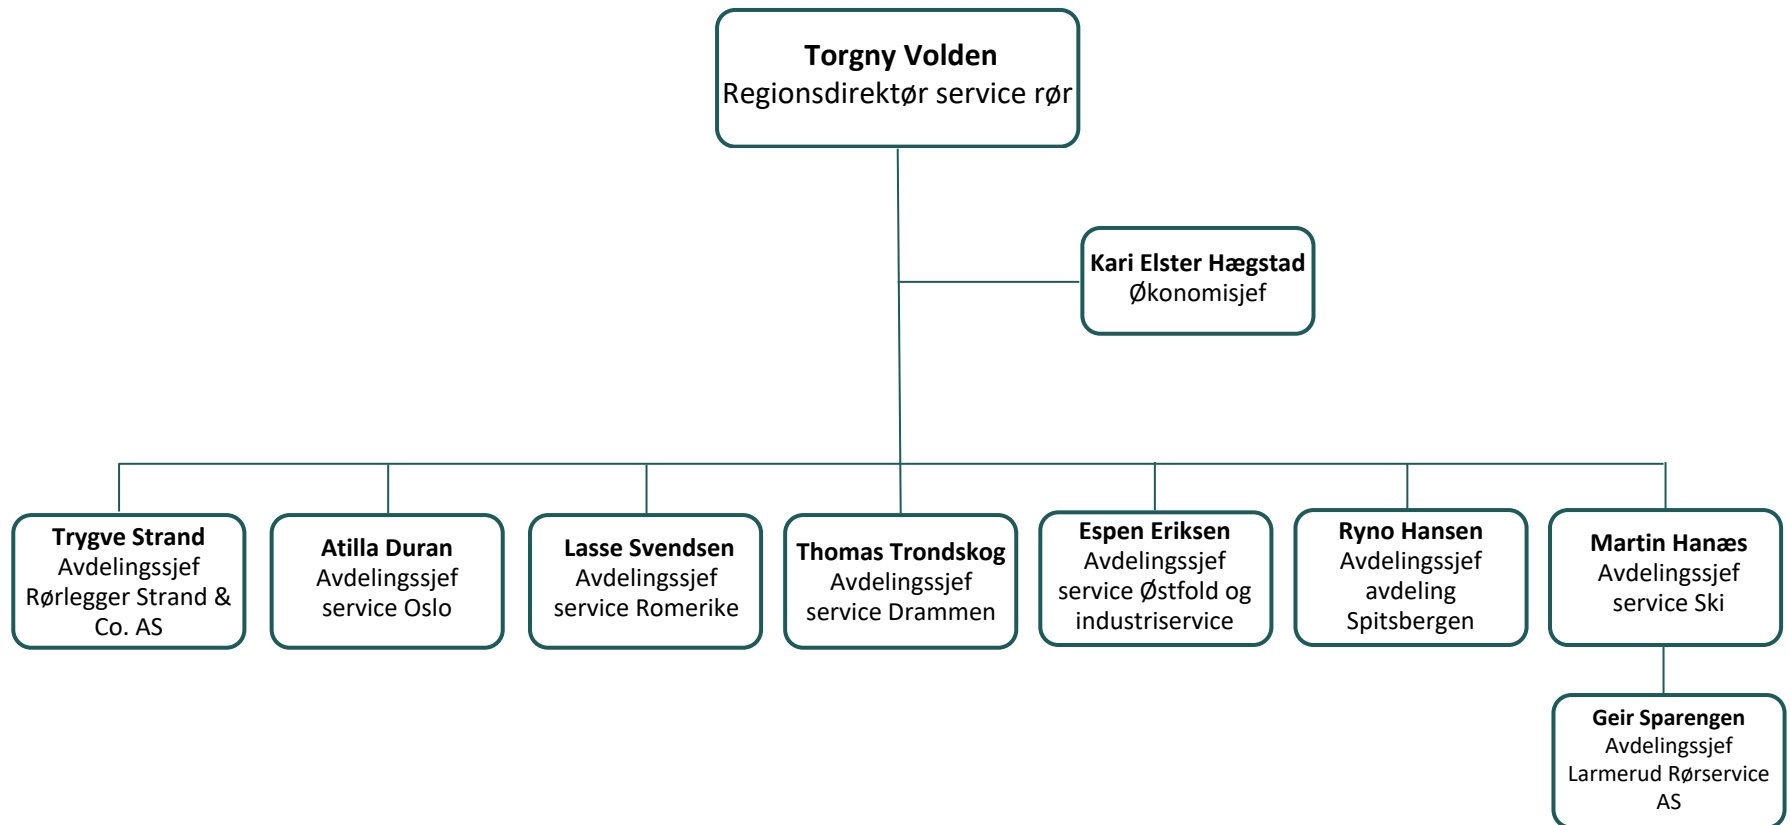 Torgny Volden
Regionsdirektør service rør
Kari Elster Hægstad
Økonomisjef
Trygve Strand
Avdelingssjef
Rørlegger Strand &
Co. AS
Atilla Duran
Avdelingssjef
service Oslo
Lasse Svendsen
Avdelingssjef
service Romerike
Thomas Trondskog
Avdelingssjef
service Drammen
Espen Eriksen
Avdelingssjef
service Østfold og
industriservice
Ryno Hansen
Avdelingssjef
avdeling
Spitsbergen
Martin Hanæs
Avdelingssjef
service Ski
Geir Sparengen
Avdelingssjef
Larmerud Rørservice
AS